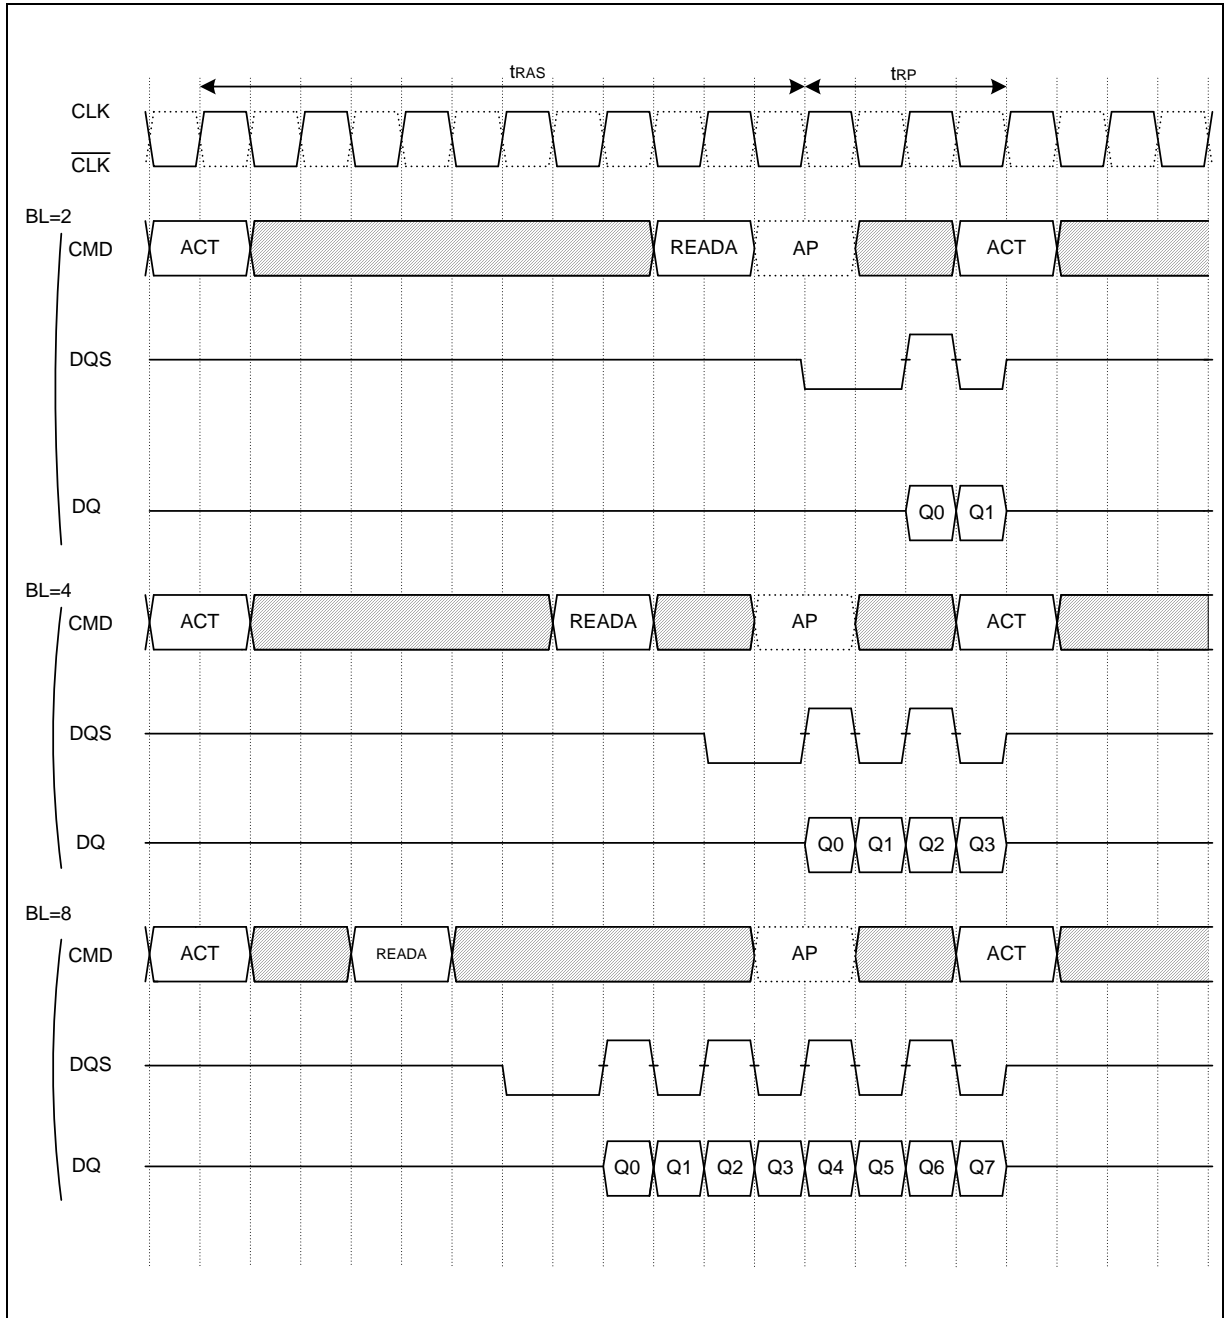 tRAS tRP
CLK
CLK
BL=2
CMD ACT READA AP ACT
DQS
DQ Q0 Q1
BL=4
CMD ACT READA AP ACT
DQS
DQ Q0 Q1 Q2 Q3
BL=8
CMD ACT READA AP ACT
DQS
DQ Q0 Q1 Q2 Q3 Q4 Q5 Q6 Q7